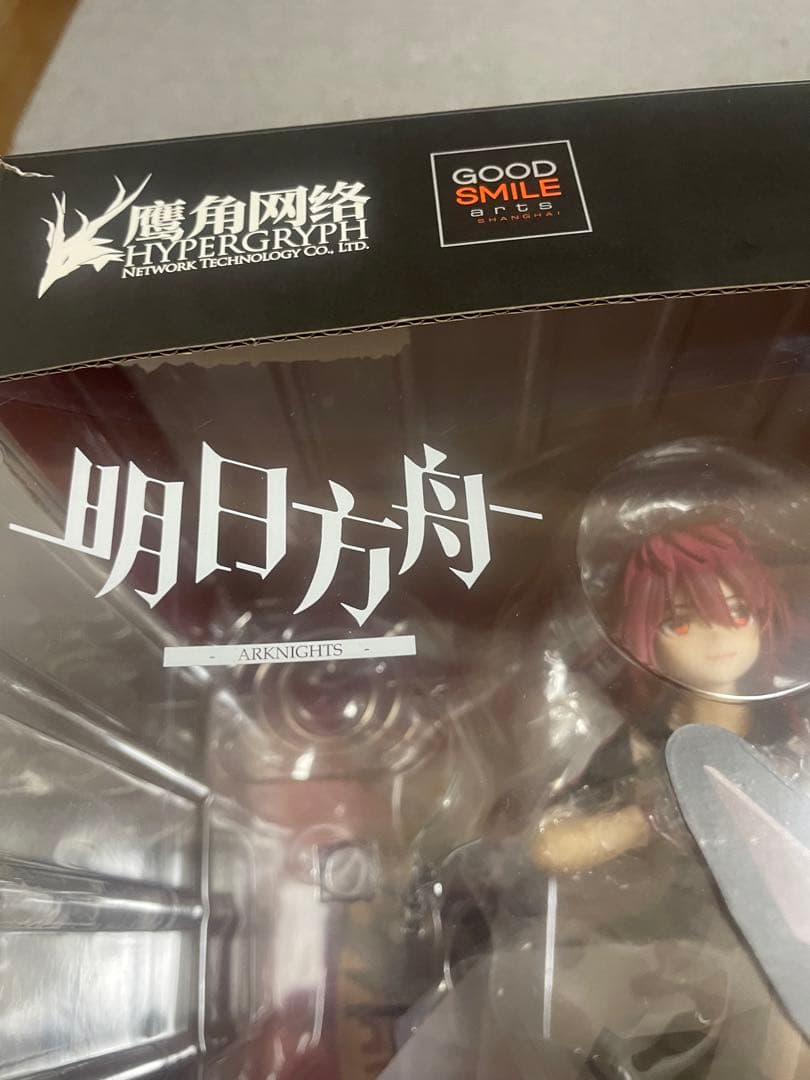 鹰角网络
HYPERGRYPH
NETWORK TECHNOLOGY CO., LTD.
GOOD
SMILE
arts
SHANGHAI
明日方舟
- ARKNIGHTS -